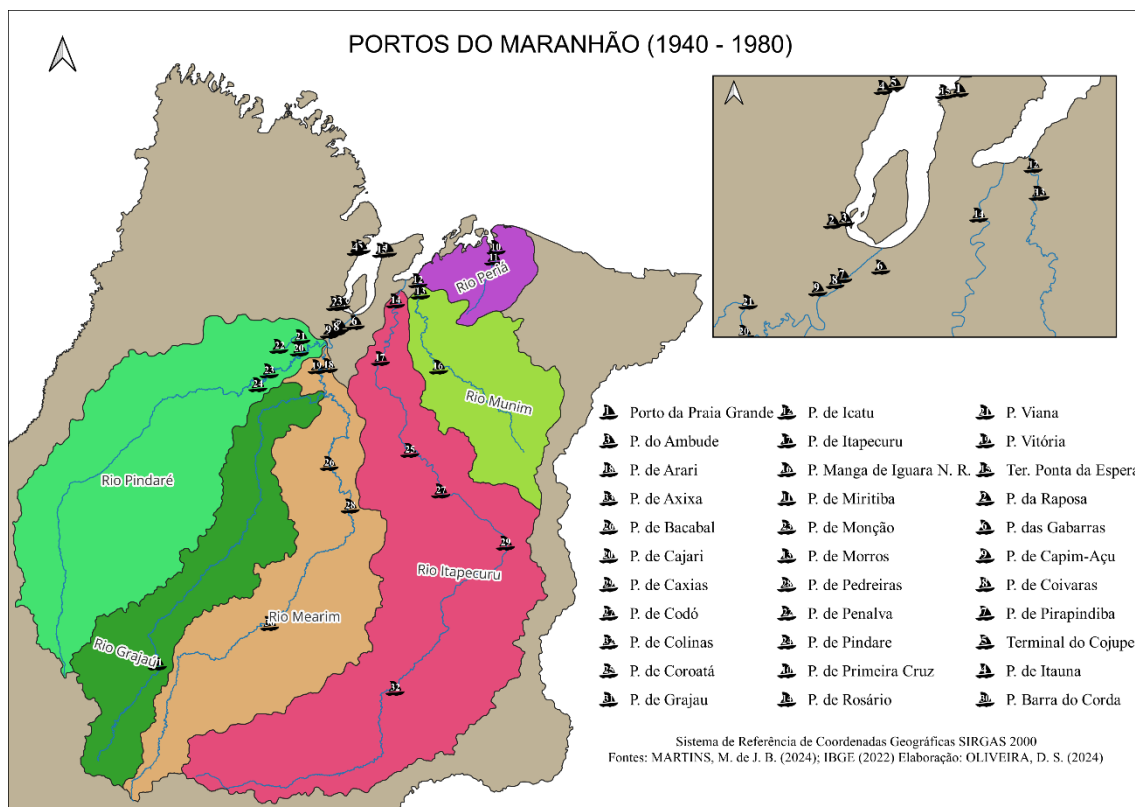 PORTOS DO MARANHÃO (1940 - 1980)
Rio Periá
Rio Munim
Rio Pindaré
Rio Itapecuru
Rio Mearim
Rio Grajaú
Porto da Praia Grande
P. do Ambude
P. de Arari
P. de Axixa
P. de Bacabal
P. de Cajari
P. de Caxias
P. de Codó
P. de Colinas
P. de Coroatá
P. de Grajau
P. de Icatu
P. de Itapecuru
P. Manga de Iguara N. R.
P. de Miritiba
P. de Monção
P. de Morros
P. de Pedreiras
P. de Penalva
P. de Pindare
P. de Primeira Cruz
P. de Rosário
P. Viana
P. Vitória
Ter. Ponta da Espera
P. da Raposa
P. das Gabarras
P. de Capim-Açu
P. de Coivaras
P. de Pirapindiba
Terminal do Cojupe
P. de Itauna
P. Barra do Corda
Sistema de Referência de Coordenadas Geográficas SIRGAS 2000
Fontes: MARTINS, M. de J. B. (2024); IBGE (2022) Elaboração: OLIVEIRA, D. S. (2024)